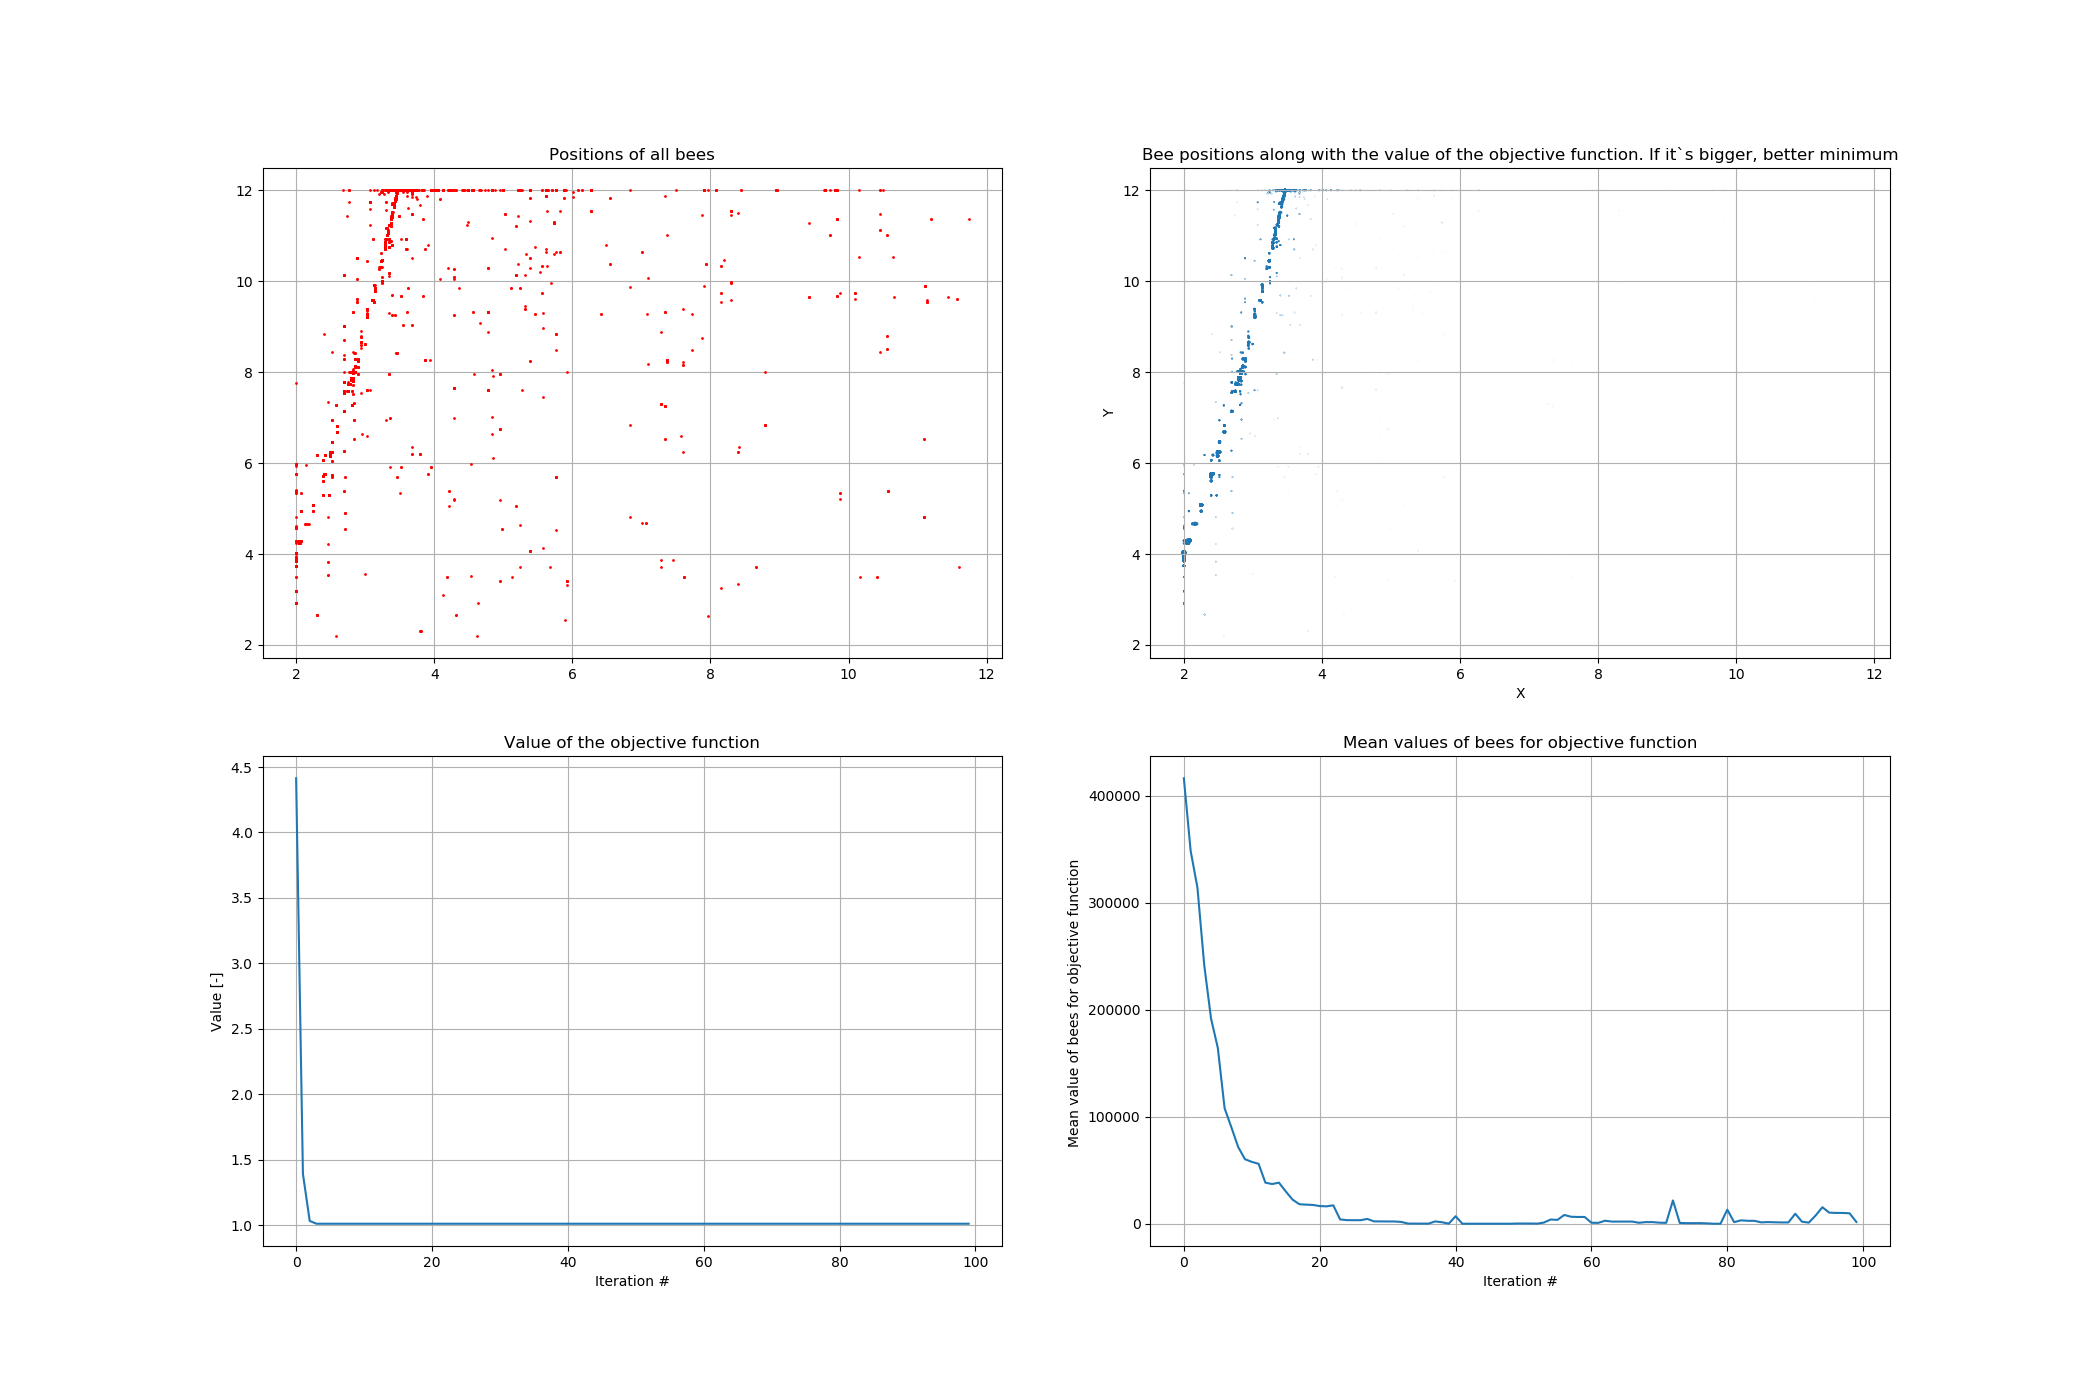 Positions of all bees
12
10
8
6
4
2
2 4 6 8 10 12
Bee positions along with the value of the objective function. If it`s bigger, better minimum
Y
12
10
8
6
4
2
2 4 6 8 10 12
X
Value of the objective function
Value [-]
4.5
4.0
3.5
3.0
2.5
2.0
1.5
1.0
0 20 40 60 80 100
Iteration #
Mean values of bees for objective function
Mean value of bees for objective function
400000
300000
200000
100000
0
0 20 40 60 80 100
Iteration #